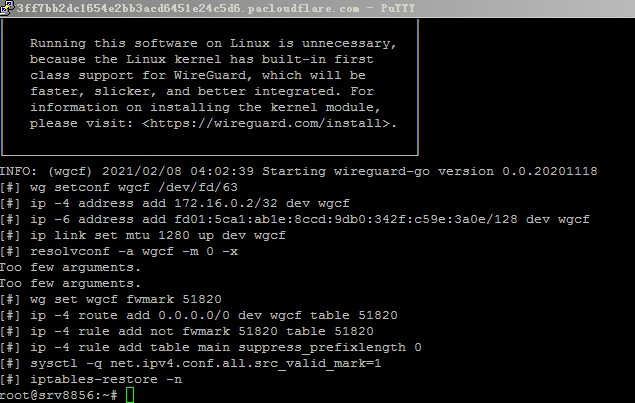 3ff7bb2dc1654e2bb3acd6451e24c5d6.pacloudflare.com - PuTTY
Running this software on Linux is unnecessary,
because the Linux kernel has built-in first
class support for WireGuard, which will be
faster, slicker, and better integrated. For
information on installing the kernel module,
please visit: <https://wireguard.com/install>.
INFO: (wgcf) 2021/02/08 04:02:39 Starting wireguard-go version 0.0.20201118
[#] wg setconf wgcf /dev/fd/63
[#] ip -4 address add 172.16.0.2/32 dev wgcf
[#] ip -6 address add fd01:5ca1:ab1e:8ccd:9db0:342f:c59e:3a0e/128 dev wgcf
[#] ip link set mtu 1280 up dev wgcf
[#] resolvconf -a wgcf -m 0 -x
Too few arguments.
Too few arguments.
[#] wg set wgcf fwmark 51820
[#] ip -4 route add 0.0.0.0/0 dev wgcf table 51820
[#] ip -4 rule add not fwmark 51820 table 51820
[#] ip -4 rule add table main suppress_prefixlength 0
[#] sysctl -q net.ipv4.conf.all.src_valid_mark=1
[#] iptables-restore -n
root@srv8856:~#